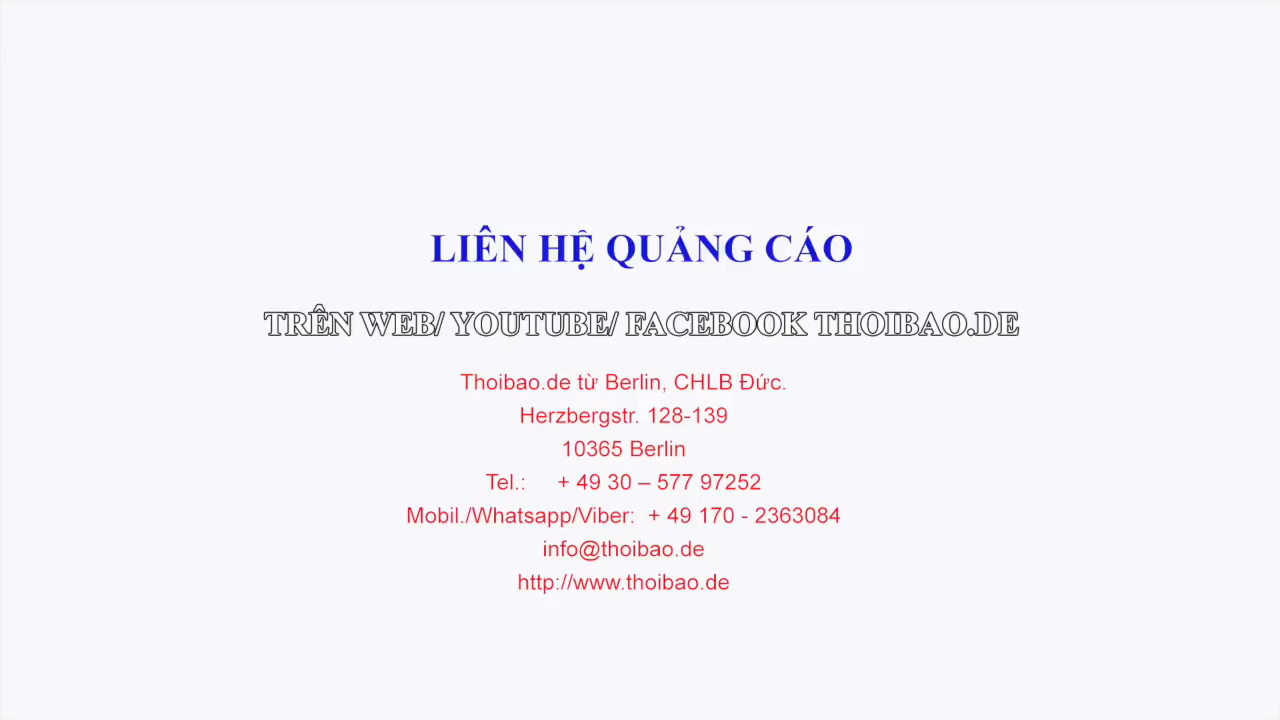 LIÊN HỆ QUẢNG CÁO
TRÊN WEB/ YOUTUBE/ FACEBOOK THOIBAO.DE
Thoibao.de từ Berlin, CHLB Đức.
Herzbergstr. 128-139
10365 Berlin
Tel.: + 49 30 – 577 97252
Mobil./Whatsapp/Viber: + 49 170 - 2363084
info@thoibao.de
http://www.thoibao.de